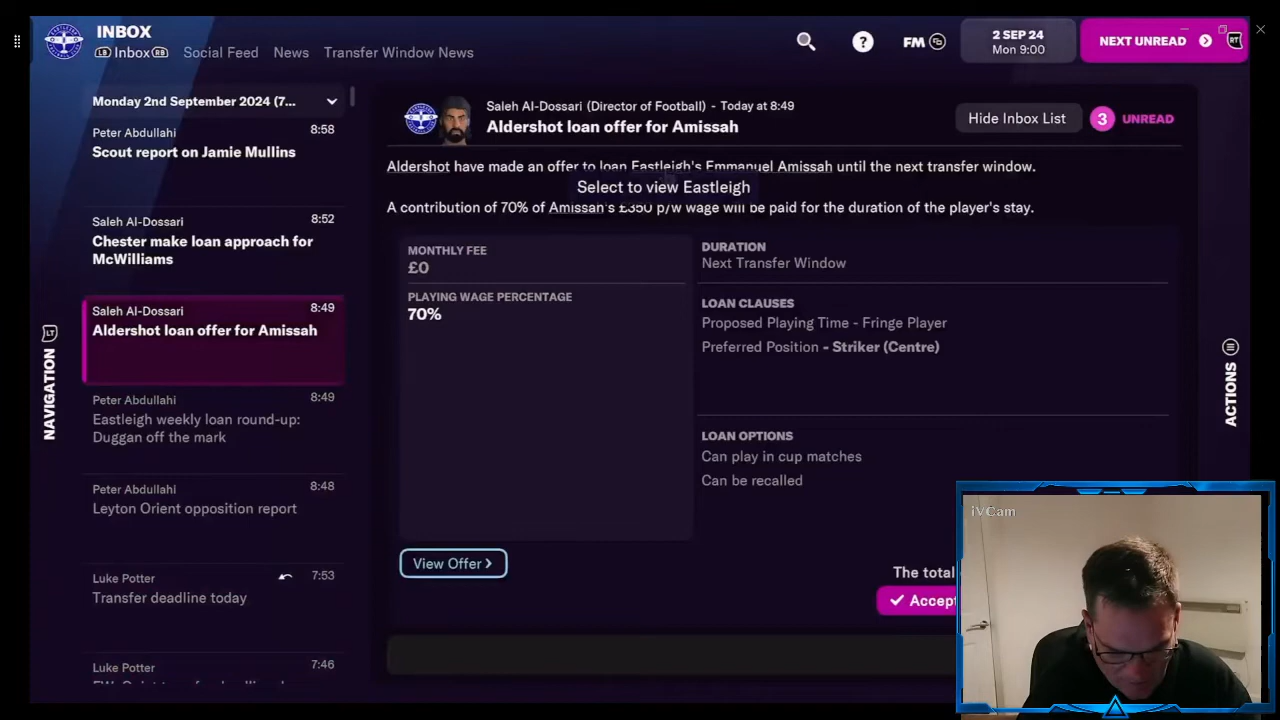 INBOX
LB Inbox RB Social Feed News Transfer Window News
FM
2 SEP 24
Mon 9:00
NEXT UNREAD RT
Monday 2nd September 2024 (7...
Peter Abdullahi 8:58
Scout report on Jamie Mullins
Saleh Al-Dossari 8:52
Chester make loan approach for
McWilliams
Saleh Al-Dossari 8:49
Aldershot loan offer for Amissah
Peter Abdullahi 8:49
Eastleigh weekly loan round-up:
Duggan off the mark
Peter Abdullahi 8:48
Leyton Orient opposition report
Luke Potter 7:53
Transfer deadline today
Luke Potter 7:46
LT NAVIGATION
Saleh Al-Dossari (Director of Football) - Today at 8:49
Aldershot loan offer for Amissah
Hide Inbox List
3 UNREAD
Aldershot have made an offer to loan Eastleigh's Emmanuel Amissah until the next transfer window.
Select to view Eastleigh
A contribution of 70% of Amissah's £350 p/w wage will be paid for the duration of the player's stay.
MONTHLY FEE
£0
PLAYING WAGE PERCENTAGE
70%
DURATION
Next Transfer Window
LOAN CLAUSES
Proposed Playing Time - Fringe Player
Preferred Position - Striker (Centre)
LOAN OPTIONS
Can play in cup matches
Can be recalled
View Offer >
The total
Accept
ACTIONS
iVCam